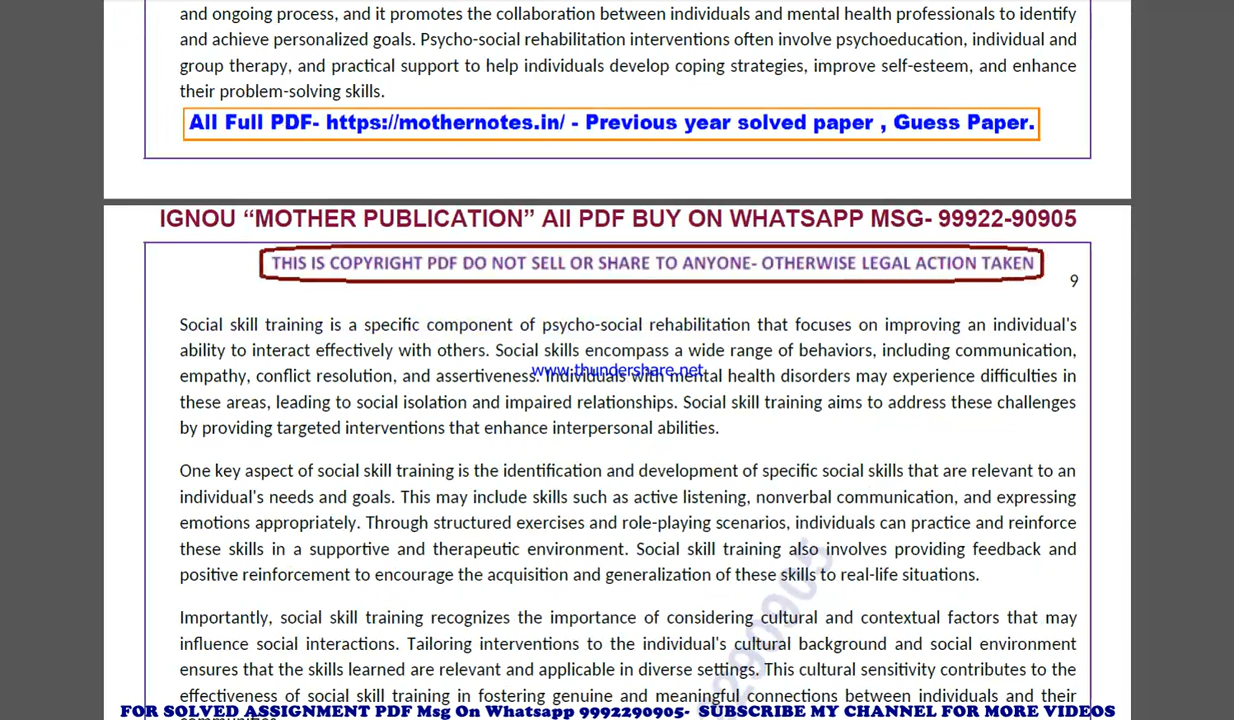 and ongoing process, and it promotes the collaboration between individuals and mental health professionals to identify
and achieve personalized goals. Psycho-social rehabilitation interventions often involve psychoeducation, individual and
group therapy, and practical support to help individuals develop coping strategies, improve self-esteem, and enhance
their problem-solving skills.
All Full PDF- https://mothernotes.in/ - Previous year solved paper , Guess Paper.
IGNOU “MOTHER PUBLICATION” All PDF BUY ON WHATSAPP MSG- 99922-90905
THIS IS COPYRIGHT PDF DO NOT SELL OR SHARE TO ANYONE- OTHERWISE LEGAL ACTION TAKEN
9
Social skill training is a specific component of psycho-social rehabilitation that focuses on improving an individual's
ability to interact effectively with others. Social skills encompass a wide range of behaviors, including communication,
www.thundershare.net
empathy, conflict resolution, and assertiveness. Individuals with mental health disorders may experience difficulties in
these areas, leading to social isolation and impaired relationships. Social skill training aims to address these challenges
by providing targeted interventions that enhance interpersonal abilities.
One key aspect of social skill training is the identification and development of specific social skills that are relevant to an
individual's needs and goals. This may include skills such as active listening, nonverbal communication, and expressing
emotions appropriately. Through structured exercises and role-playing scenarios, individuals can practice and reinforce
these skills in a supportive and therapeutic environment. Social skill training also involves providing feedback and
positive reinforcement to encourage the acquisition and generalization of these skills to real-life situations.
Importantly, social skill training recognizes the importance of considering cultural and contextual factors that may
influence social interactions. Tailoring interventions to the individual's cultural background and social environment
ensures that the skills learned are relevant and applicable in diverse settings. This cultural sensitivity contributes to the
effectiveness of social skill training in fostering genuine and meaningful connections between individuals and their
290905
FOR SOLVED ASSIGNMENT PDF Msg On Whatsapp 9992290905- SUBSCRIBE MY CHANNEL FOR MORE VIDEOS